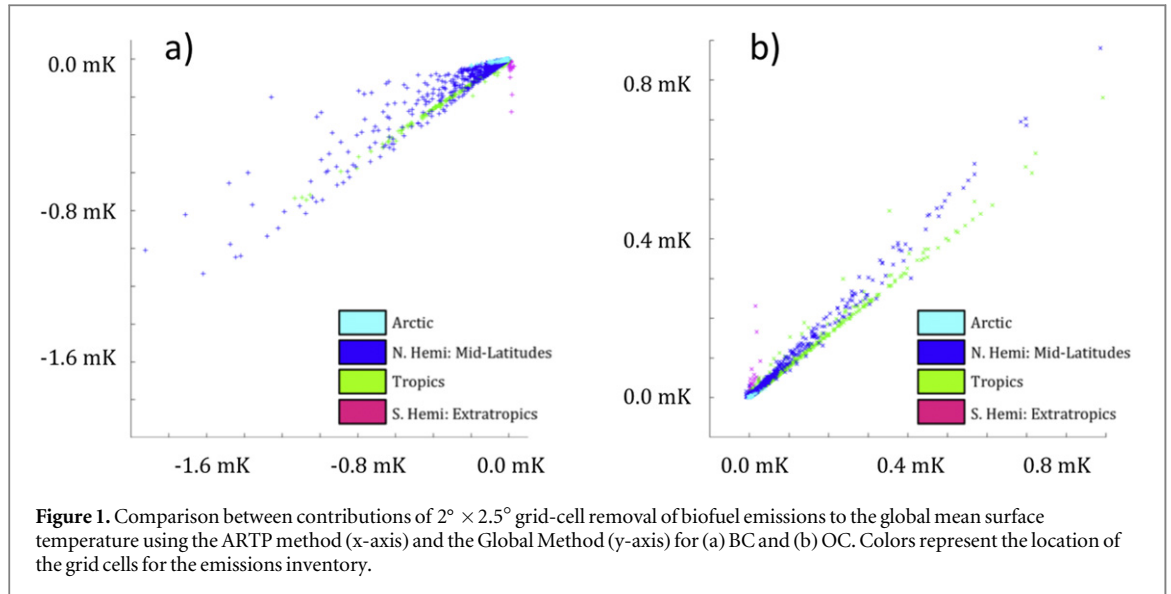 a)
0.0 mK
-0.8 mK
-1.6 mK
Arctic
N. Hemi: Mid-Latitudes
Tropics
S. Hemi: Extratropics
-1.6 mK -0.8 mK 0.0 mK
b)
0.8 mK
0.4 mK
0.0 mK
Arctic
N. Hemi: Mid-Latitudes
Tropics
S. Hemi: Extratropics
0.0 mK 0.4 mK 0.8 mK
Figure 1. Comparison between contributions of 2° × 2.5° grid-cell removal of biofuel emissions to the global mean surface
temperature using the ARTP method (x-axis) and the Global Method (y-axis) for (a) BC and (b) OC. Colors represent the location of
the grid cells for the emissions inventory.